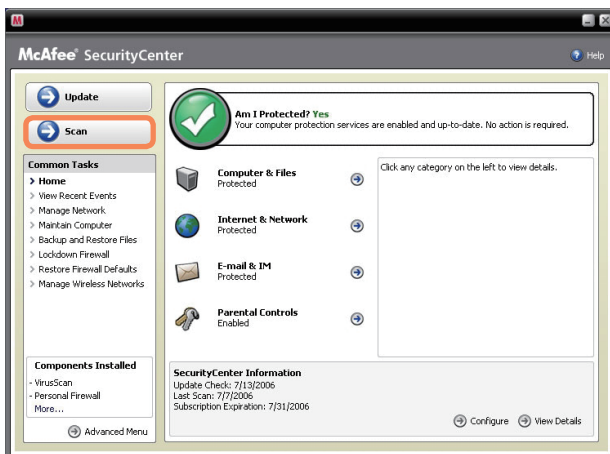 M
McAfee® SecurityCenter
Help
Update
Scan
Common Tasks
> Home
> View Recent Events
> Manage Network
> Maintain Computer
> Backup and Restore Files
> Lockdown Firewall
> Restore Firewall Defaults
> Manage Wireless Networks
Components Installed
- VirusScan
- Personal Firewall
More...
Advanced Menu
Am I Protected? Yes
Your computer protection services are enabled and up-to-date. No action is required.
Computer & Files
Protected
Internet & Network
Protected
E-mail & IM
Protected
Parental Controls
Enabled
Click any category on the left to view details.
SecurityCenter Information
Update Check: 7/13/2006
Last Scan: 7/7/2006
Subscription Expiration: 7/31/2006
Configure
View Details